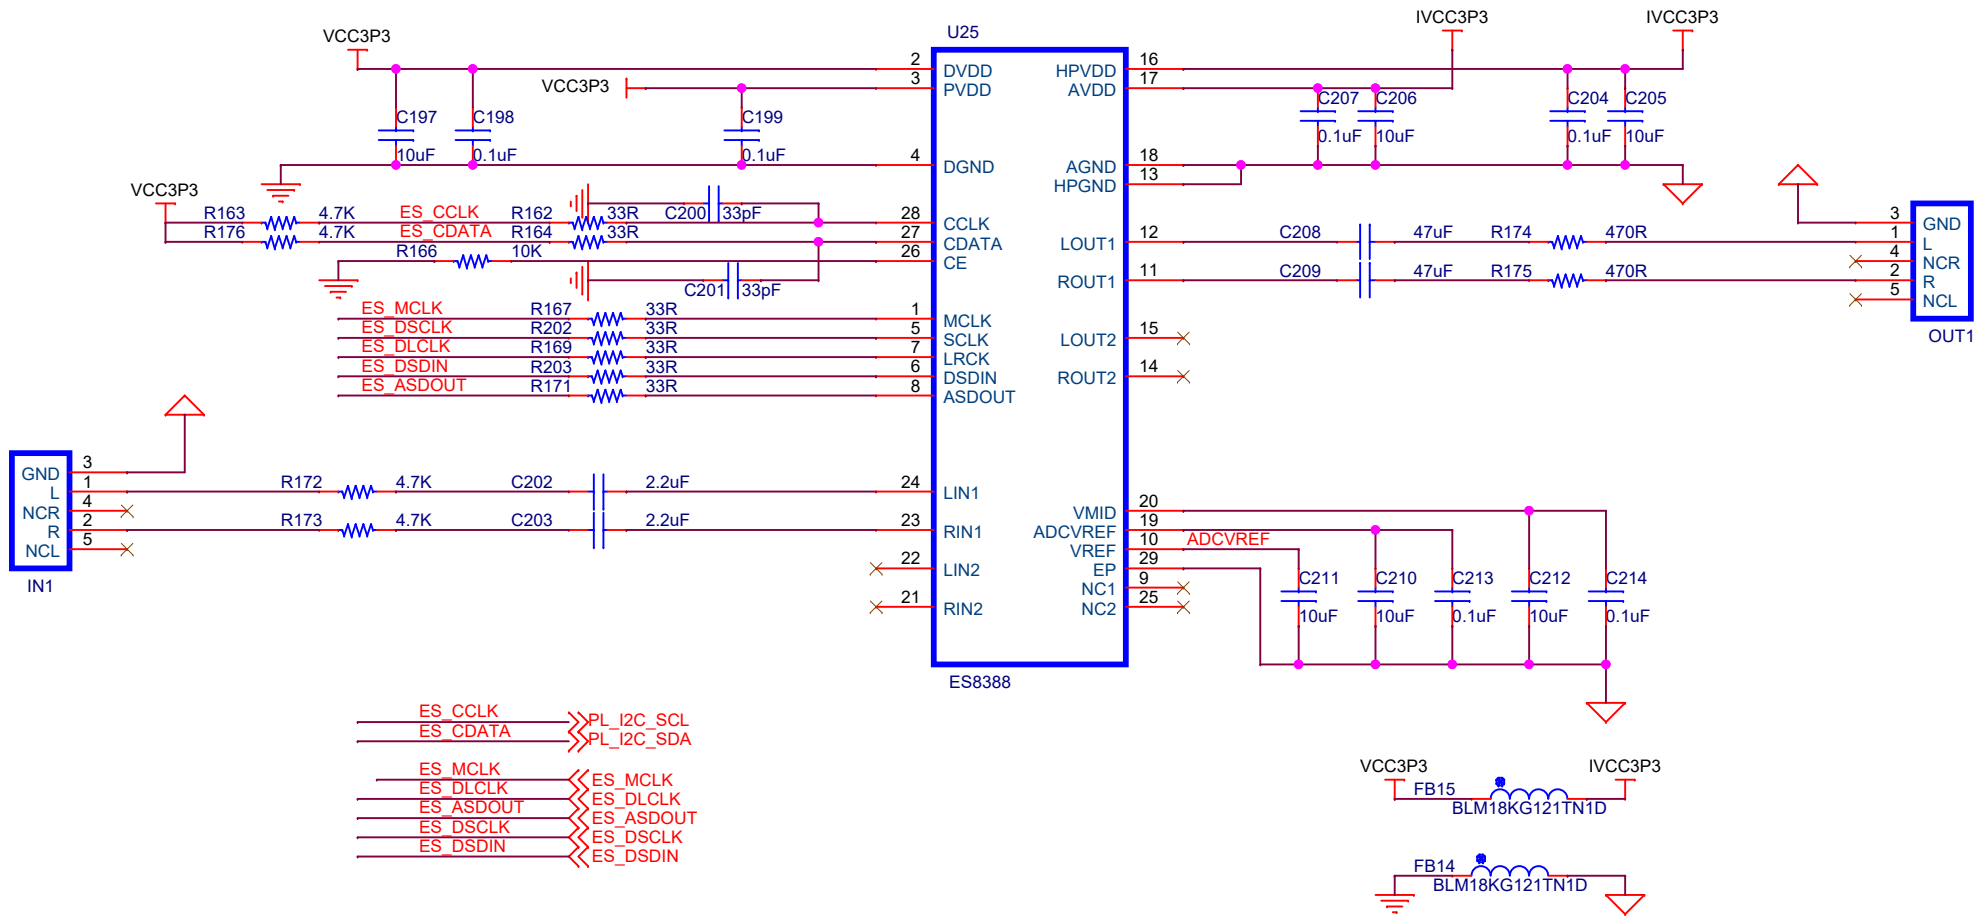 U25
IVCC3P3 IVCC3P3
VCC3P3
2 DVDD HPVDD 16
VCC3P3 3 PVDD AVDD 17
C207 C206 C204 C205
C197 C198 C199
0.1uF 10uF 0.1uF 10uF
10uF 0.1uF 0.1uF
4 DGND AGND 18
HPGND 13
VCC3P3
R163 4.7K ES_CCLK R162 33R C200 33pF 28 CCLK
3 GND
R176 4.7K ES_CDATA R164 33R 27 CDATA
LOUT1 12 C208 47uF R174 470R 1 L
R166 10K 26 CE
4 NCR
ROUT1 11 C209 47uF R175 470R 2 R
C201 33pF
5 NCL
OUT1
ES_MCLK R167 33R 1 MCLK
ES_DSCLK R202 33R 5 SCLK LOUT2 15
ES_DLCLK R169 33R 7 LRCK
ES_DSDIN R203 33R 6 DSDIN ROUT2 14
ES_ASDOUT R171 33R 8 ASDOUT
GND 3
L 1 R172 4.7K C202 2.2uF 24 LIN1
NCR 4
R 2 R173 4.7K C203 2.2uF 23 RIN1
NCL 5
IN1
22 LIN2
21 RIN2
VMID 20
ADCVREF 19
VREF 10 ADCVREF
EP 29
NC1 9
NC2 25
C211 C210 C213 C212 C214
10uF 10uF 0.1uF 10uF 0.1uF
ES8388
ES_CCLK PL_I2C_SCL
ES_CDATA PL_I2C_SDA
ES_MCLK ES_MCLK
ES_DLCLK ES_DLCLK
ES_ASDOUT ES_ASDOUT
ES_DSCLK ES_DSCLK
ES_DSDIN ES_DSDIN
VCC3P3 IVCC3P3
FB15
BLM18KG121TN1D
FB14
BLM18KG121TN1D